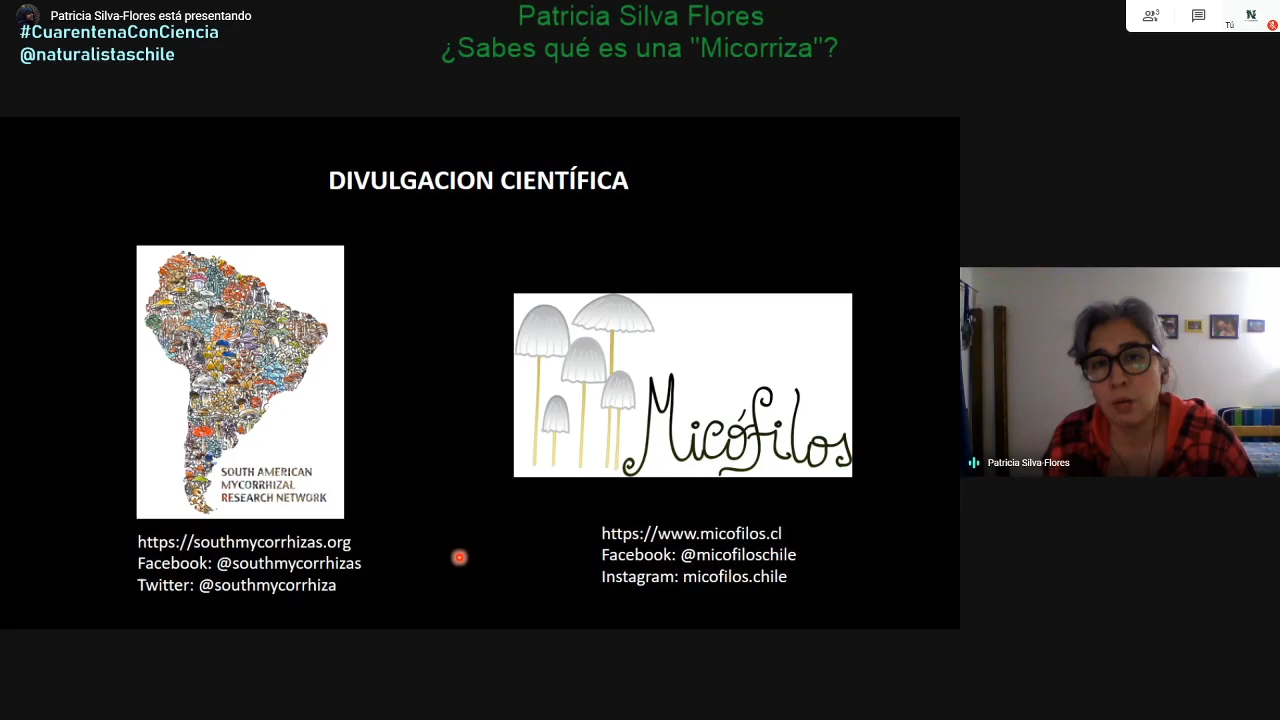 Patricia Silva-Flores está presentando
#CuarentenaConCiencia
@naturalistaschile
Patricia Silva Flores
¿Sabes qué es una "Micorriza"?
3
Tú
DIVULGACION CIENTÍFICA
SOUTH AMERICAN
MYCORRHIZAL
RESEARCH NETWORK
https://southmycorrhizas.org
Facebook: @southmycorrhizas
Twitter: @southmycorrhiza
Micófilos
https://www.micofilos.cl
Facebook: @micofiloschile
Instagram: micofilos.chile
Patricia Silva-Flores